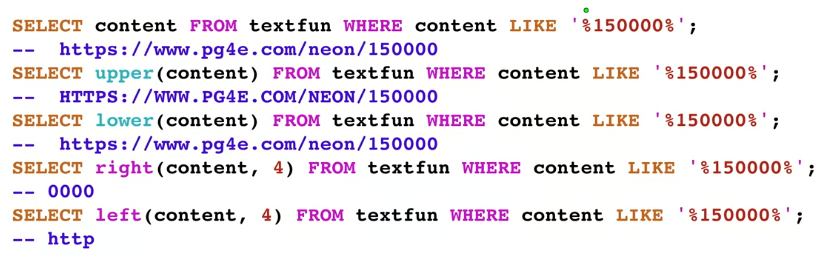 SELECT content FROM textfun WHERE content LIKE '%150000%';
--  https://www.pg4e.com/neon/150000
SELECT upper(content) FROM textfun WHERE content LIKE '%150000%';
--  HTTPS://WWW.PG4E.COM/NEON/150000
SELECT lower(content) FROM textfun WHERE content LIKE '%150000%';
--  https://www.pg4e.com/neon/150000
SELECT right(content, 4) FROM textfun WHERE content LIKE '%150000%';
-- 0000
SELECT left(content, 4) FROM textfun WHERE content LIKE '%150000%';
-- http